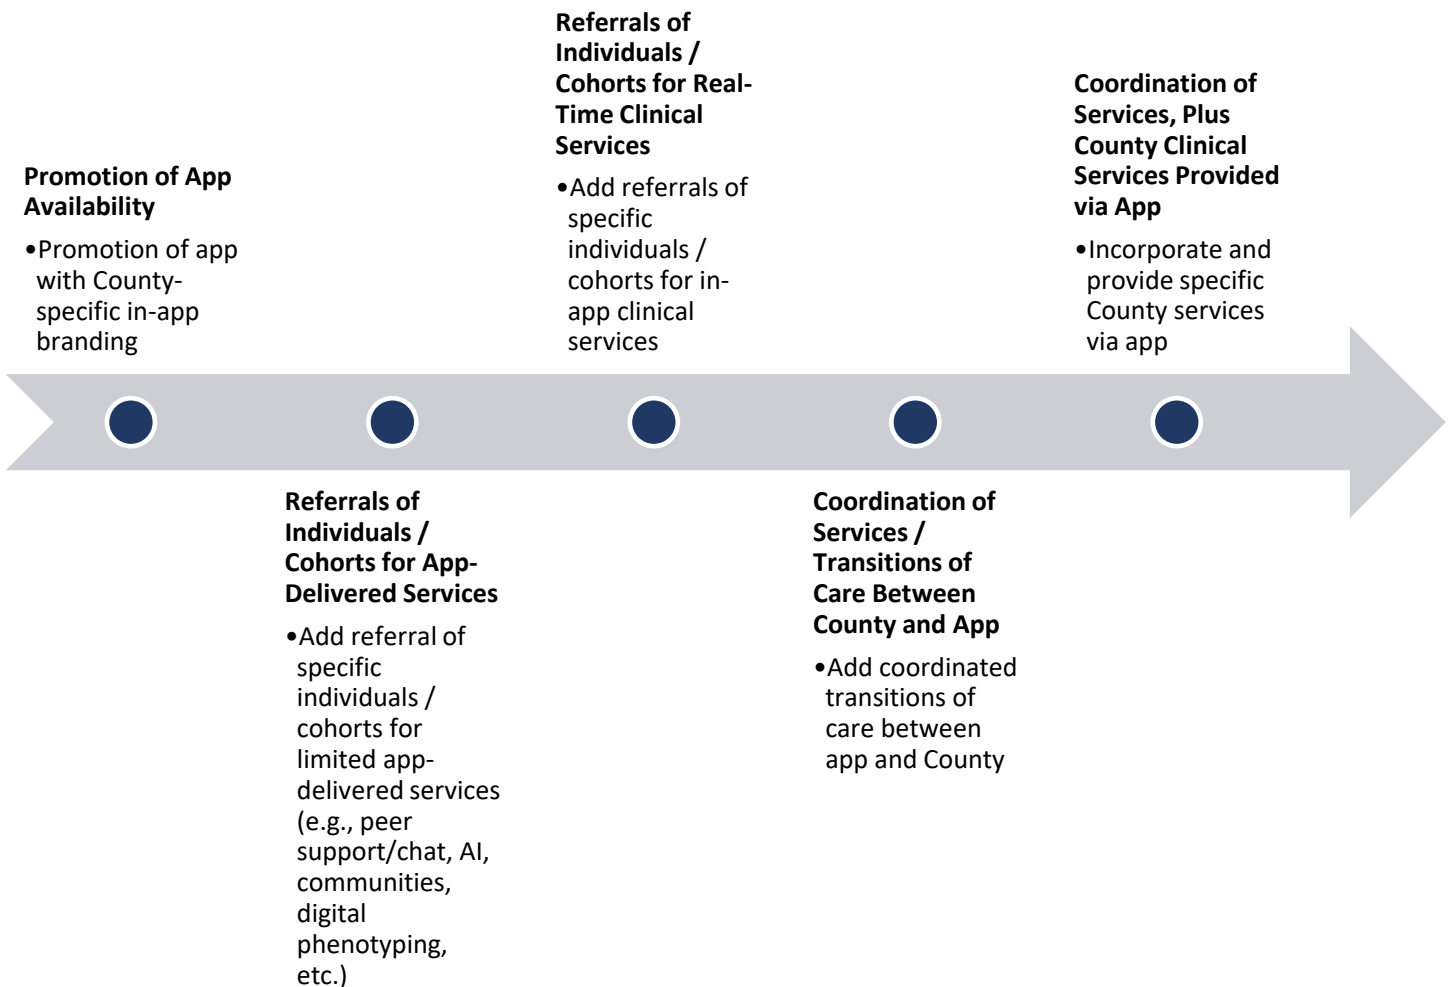 Promotion of App
Availability
•Promotion of app
with County-
specific in-app
branding
Referrals of
Individuals /
Cohorts for App-
Delivered Services
•Add referral of
specific
individuals /
cohorts for
limited app-
delivered services
(e.g., peer
support/chat, AI,
communities,
digital
phenotyping,
etc.)
Referrals of
Individuals /
Cohorts for Real-
Time Clinical
Services
•Add referrals of
specific
individuals /
cohorts for in-
app clinical
services
Coordination of
Services /
Transitions of
Care Between
County and App
•Add coordinated
transitions of
care between
app and County
Coordination of
Services, Plus
County Clinical
Services Provided
via App
•Incorporate and
provide specific
County services
via app